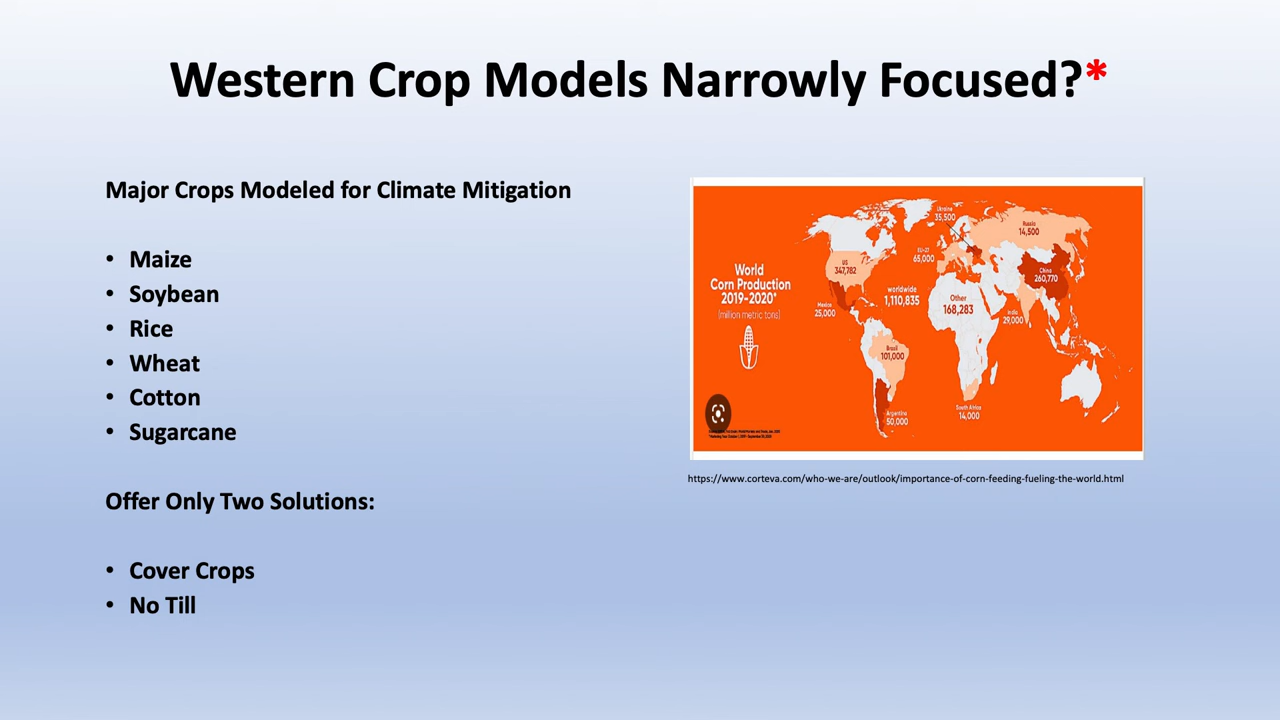 Western Crop Models Narrowly Focused?*
Major Crops Modeled for Climate Mitigation
• Maize
• Soybean
• Rice
• Wheat
• Cotton
• Sugarcane
Offer Only Two Solutions:
• Cover Crops
• No Till
World
Corn Production
2019-2020*
(million metric tons)
Ukraine
35,500
Russia
14,500
EU-27
65,000
US
347,782
China
260,770
worldwide
1,110,835
Mexico
25,000
Other
168,283
India
29,000
Brazil
101,000
South Africa
14,000
Argentina
50,000
https://www.corteva.com/who-we-are/outlook/importance-of-corn-feeding-fueling-the-world.html